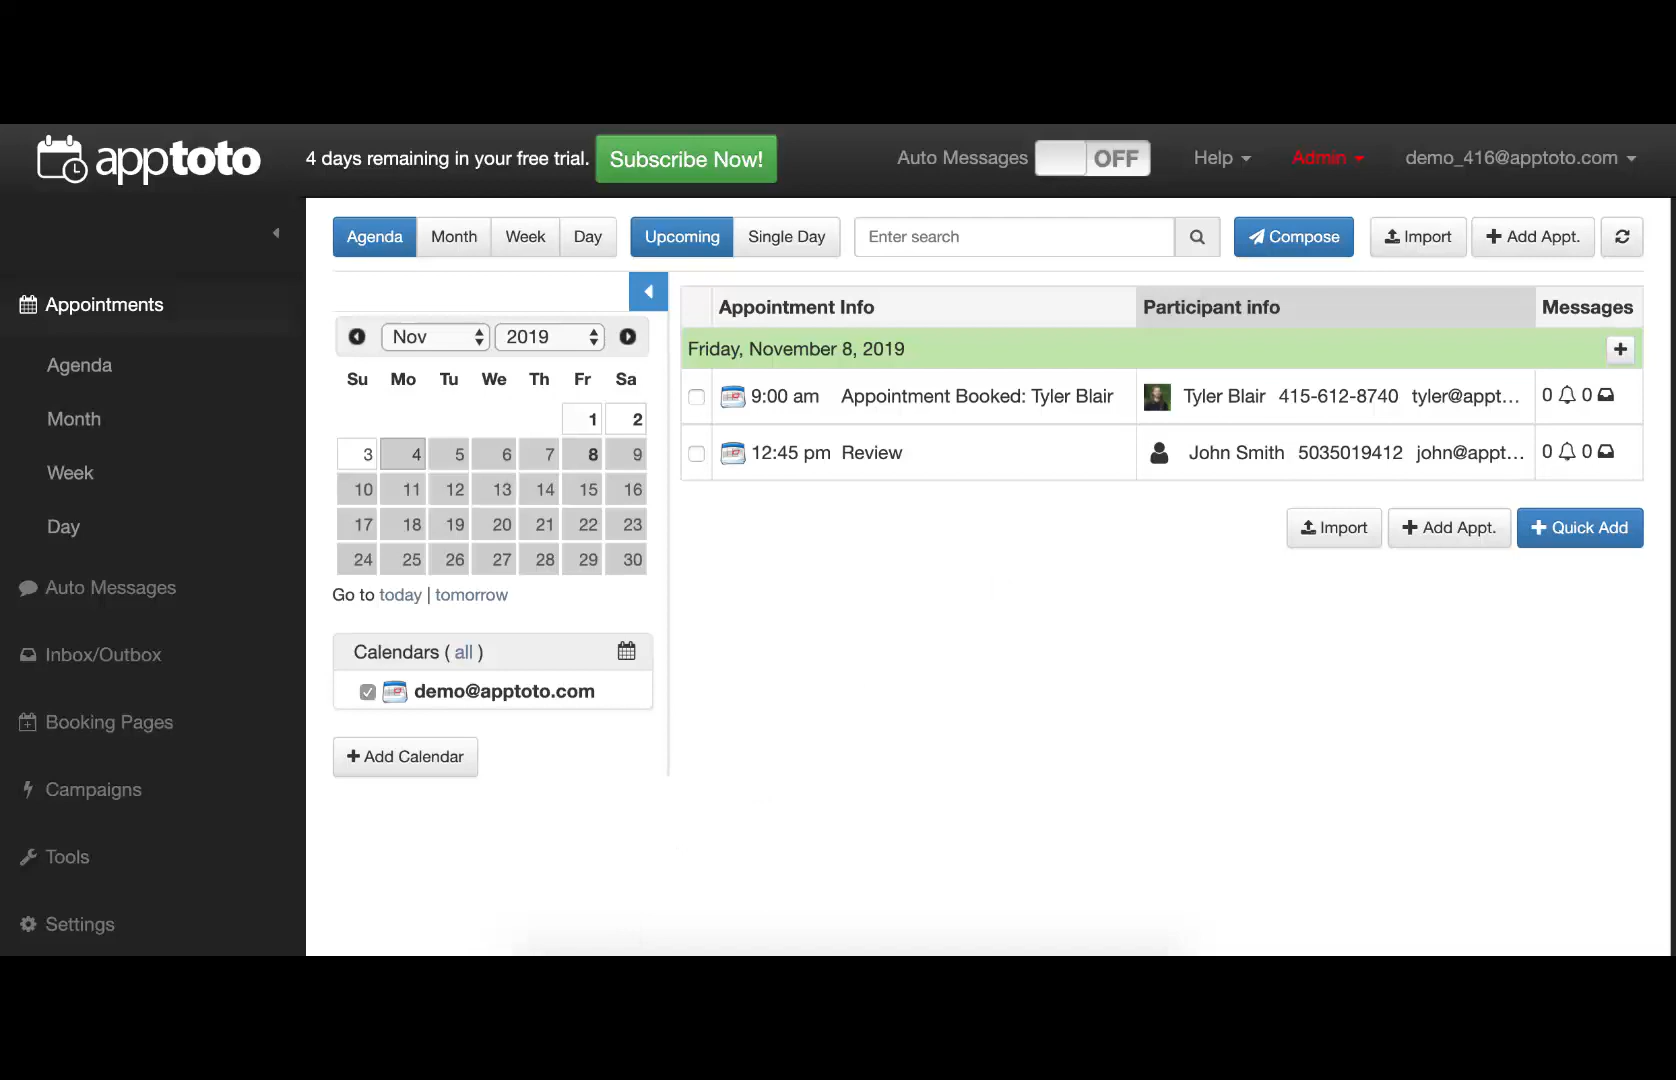 apptoto
4 days remaining in your free trial. Subscribe Now! Auto Messages OFF Help Admin demo_416@apptoto.com
Agenda Month Week Day Upcoming Single Day Enter search Compose Import Add Appt.
Appointments
Agenda
Month
Week
Day
Auto Messages
Inbox/Outbox
Booking Pages
Campaigns
Tools
Settings
Nov 2019
Su Mo Tu We Th Fr Sa
1 2
3 4 5 6 7 8 9
10 11 12 13 14 15 16
17 18 19 20 21 22 23
24 25 26 27 28 29 30
Go to today | tomorrow
Calendars ( all )
demo@apptoto.com
Add Calendar
Appointment Info Participant info Messages
Friday, November 8, 2019
9:00 am Appointment Booked: Tyler Blair Tyler Blair 415-612-8740 tyler@appt... 0 0
12:45 pm Review John Smith 5035019412 john@appt... 0 0
Import Add Appt. Quick Add